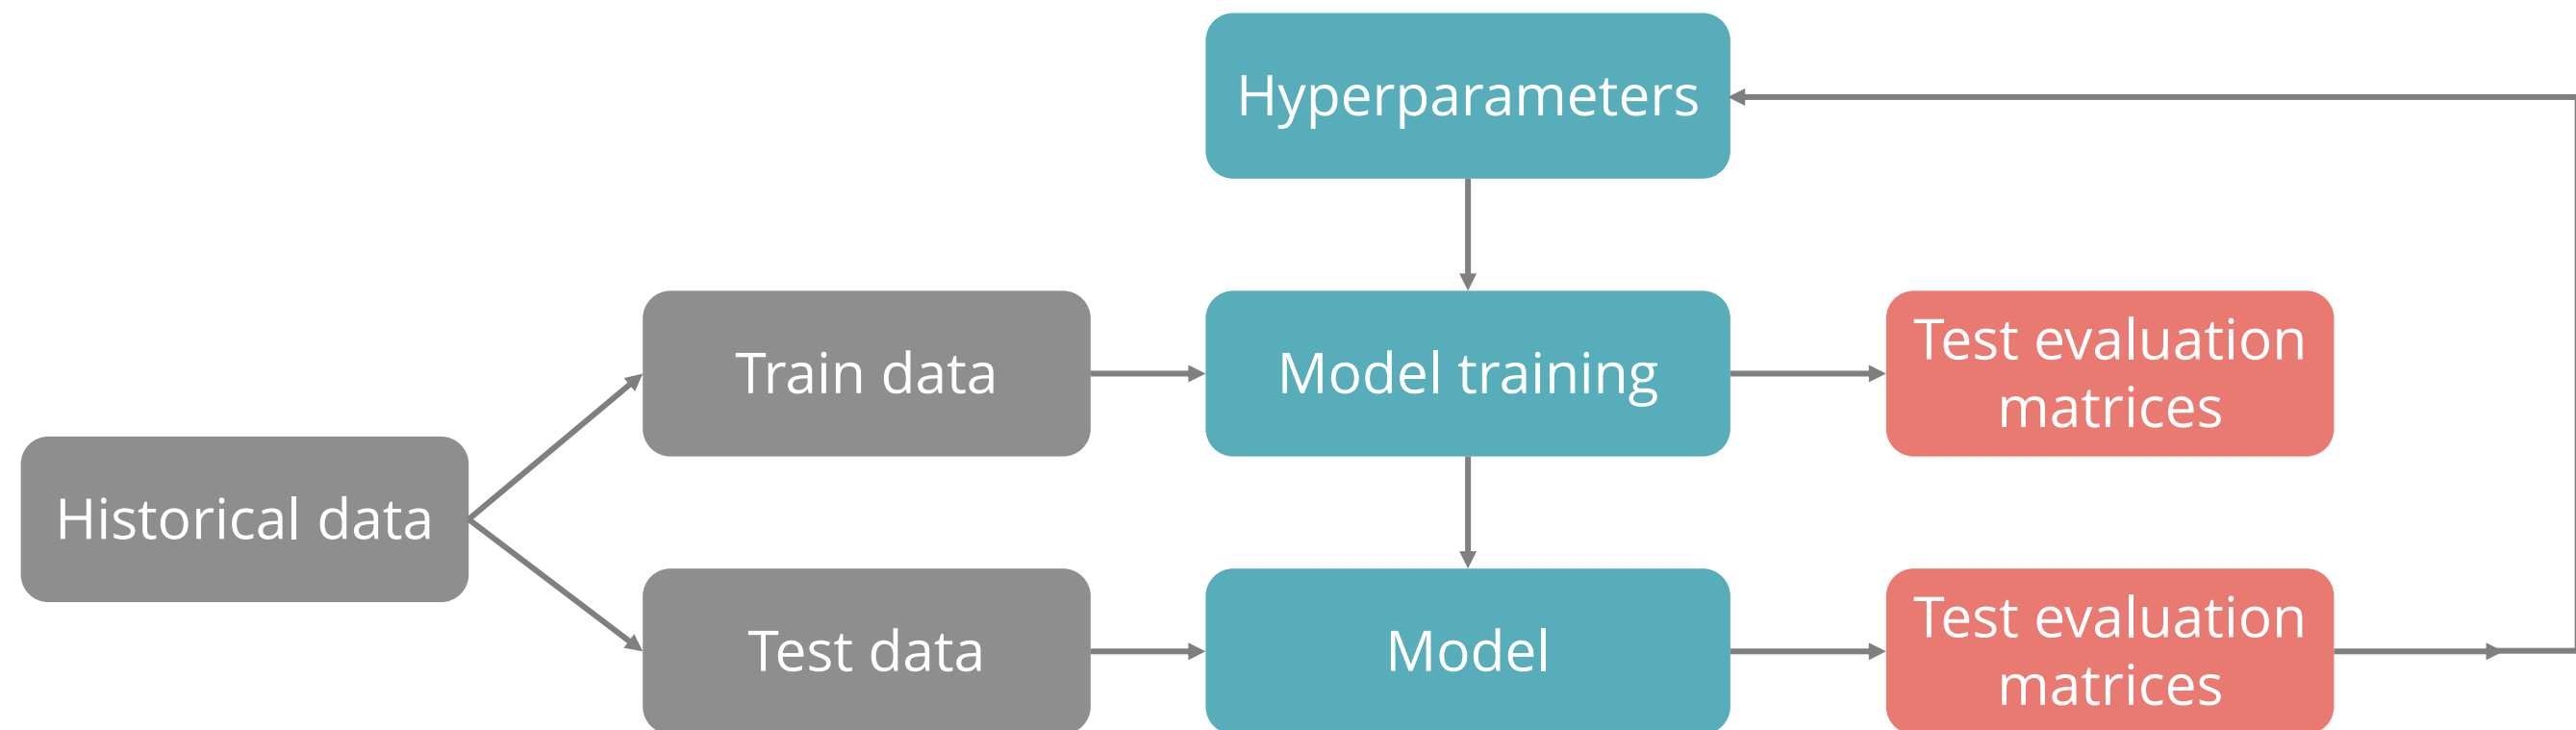 Hyperparameters
Train data
Model training
Test evaluation
matrices
Historical data
Test data
Model
Test evaluation
matrices